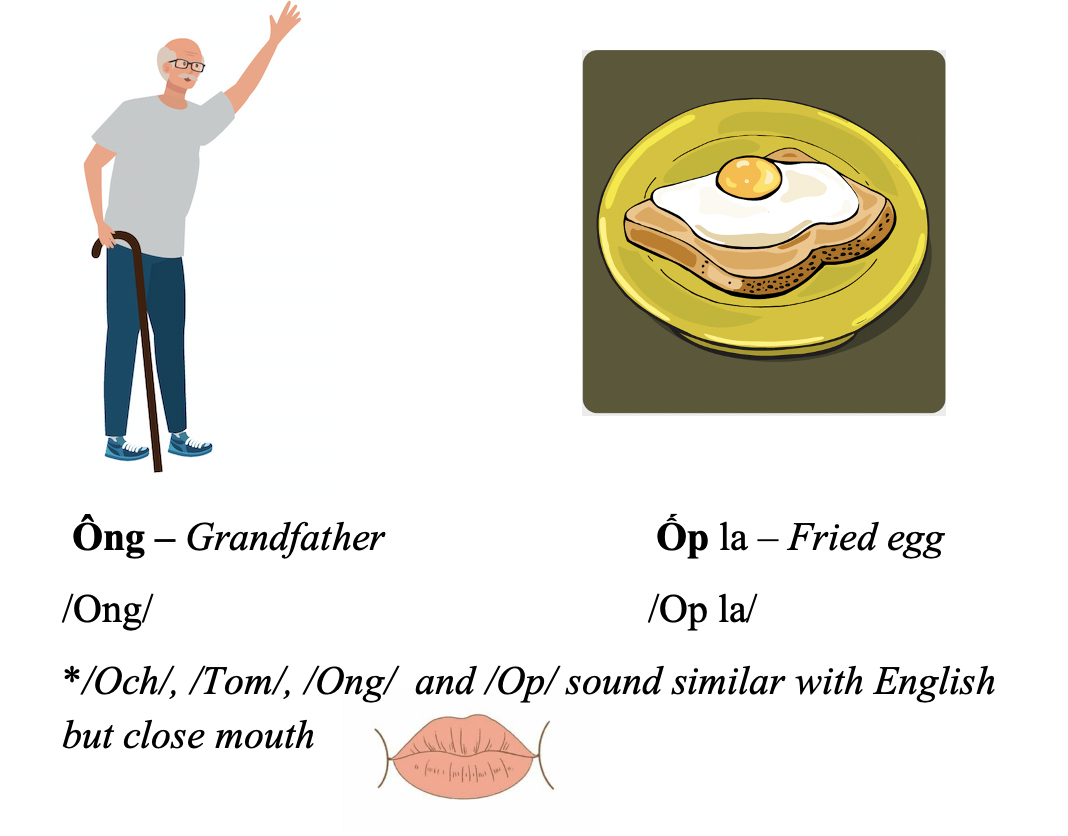 Ông – Grandfather
Ốp la – Fried egg
/Ong/
/Op la/
*/Och/, /Tom/, /Ong/ and /Op/ sound similar with English
but close mouth